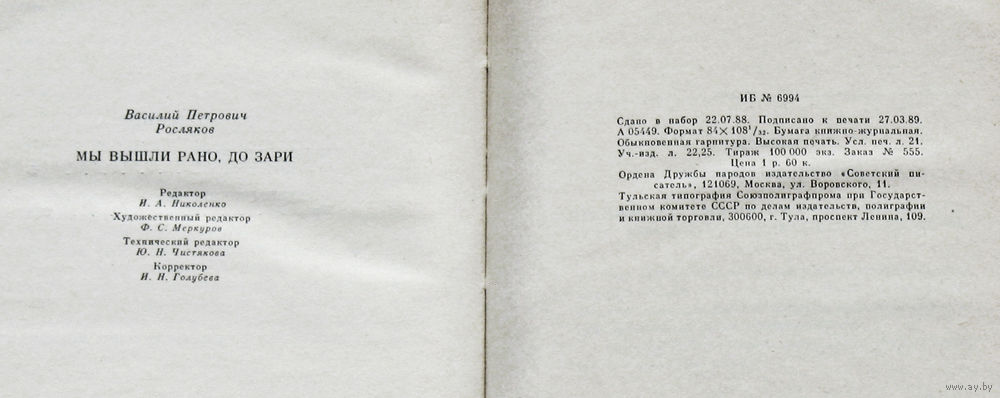 Василий Петрович
Росляков
МЫ ВЫШЛИ РАНО, ДО ЗАРИ
Редактор
И. А. Николенко
Художественный редактор
Ф. С. Меркуров
Технический редактор
Ю. Н. Чистякова
Корректор
И. Н. Голубева
ИБ № 6994
Сдано в набор 22.07.88. Подписано к печати 27.03.89.
А 05449. Формат 84×108¹/₃₂. Бумага книжно-журнальная.
Обыкновенная гарнитура. Высокая печать. Усл. печ. л. 21.
Уч.-изд. л. 22,25. Тираж 100 000 экз. Заказ № 555.
Цена 1 р. 60 к.
Ордена Дружбы народов издательство «Советский пи-
сатель», 121069, Москва, ул. Воровского, 11.
Тульская типография Союзполиграфпрома при Государст-
венном комитете СССР по делам издательств, полиграфии
и книжной торговли, 300600, г. Тула, проспект Ленина, 109.
www.ay.by